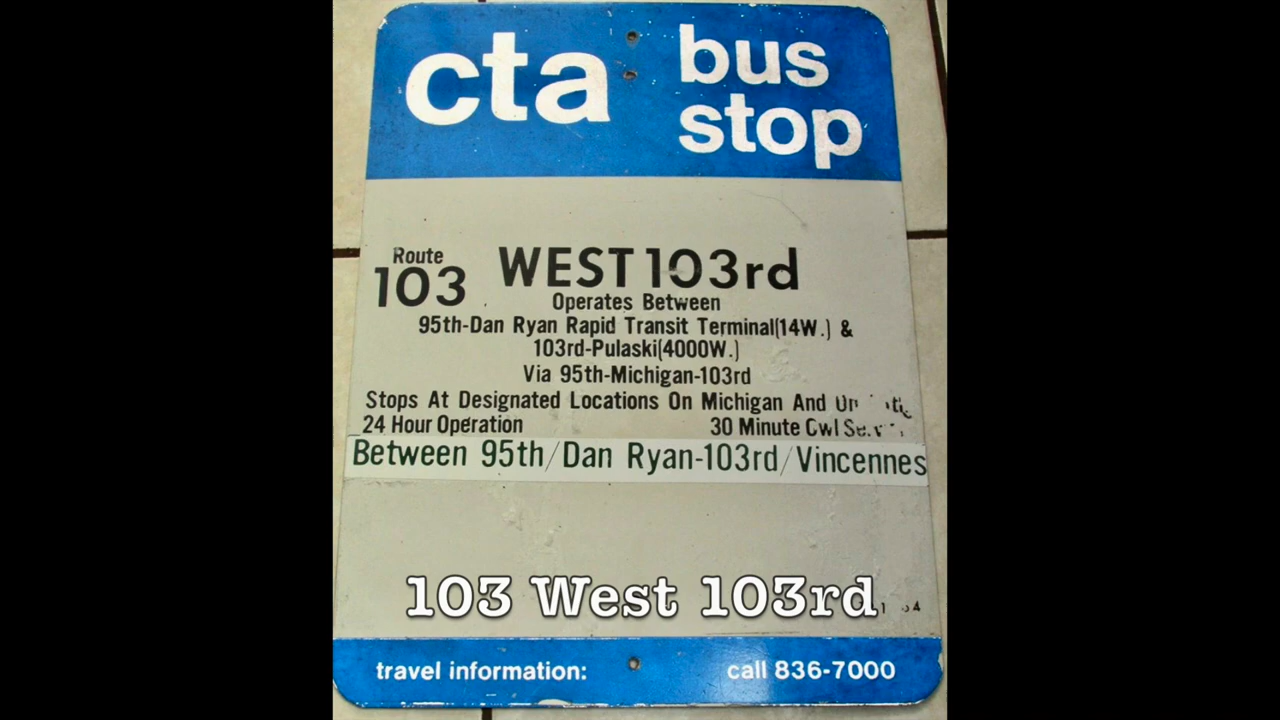 cta bus stop
Route 103 WEST 103rd
Operates Between
95th-Dan Ryan Rapid Transit Terminal(14W.) &
103rd-Pulaski(4000W.)
Via 95th-Michigan-103rd
Stops At Designated Locations On Michigan And
24 Hour Operation 30 Minute Owl
Between 95th/Dan Ryan-103rd/Vincennes
103 West 103rd
travel information: call 836-7000